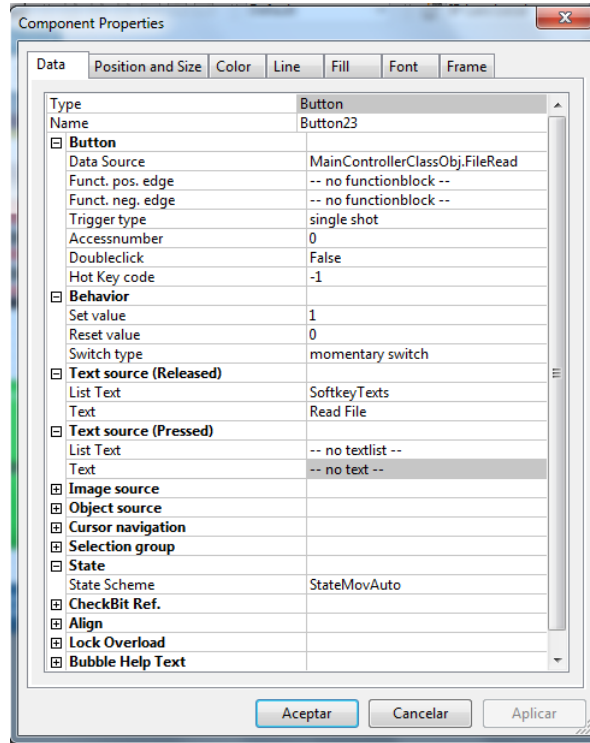 Component Properties
Data Position and Size Color Line Fill Font Frame
Type Button
Name Button23
Button
Data Source MainControllerClassObj.FileRead
Funct. pos. edge -- no functionblock --
Funct. neg. edge -- no functionblock --
Trigger type single shot
Accessnumber 0
Doubleclick False
Hot Key code -1
Behavior
Set value 1
Reset value 0
Switch type momentary switch
Text source (Released)
List Text SoftkeyTexts
Text Read File
Text source (Pressed)
List Text -- no textlist --
Text -- no text --
Image source
Object source
Cursor navigation
Selection group
State
State Scheme StateMovAuto
CheckBit Ref.
Align
Lock Overload
Bubble Help Text
Aceptar Cancelar Aplicar